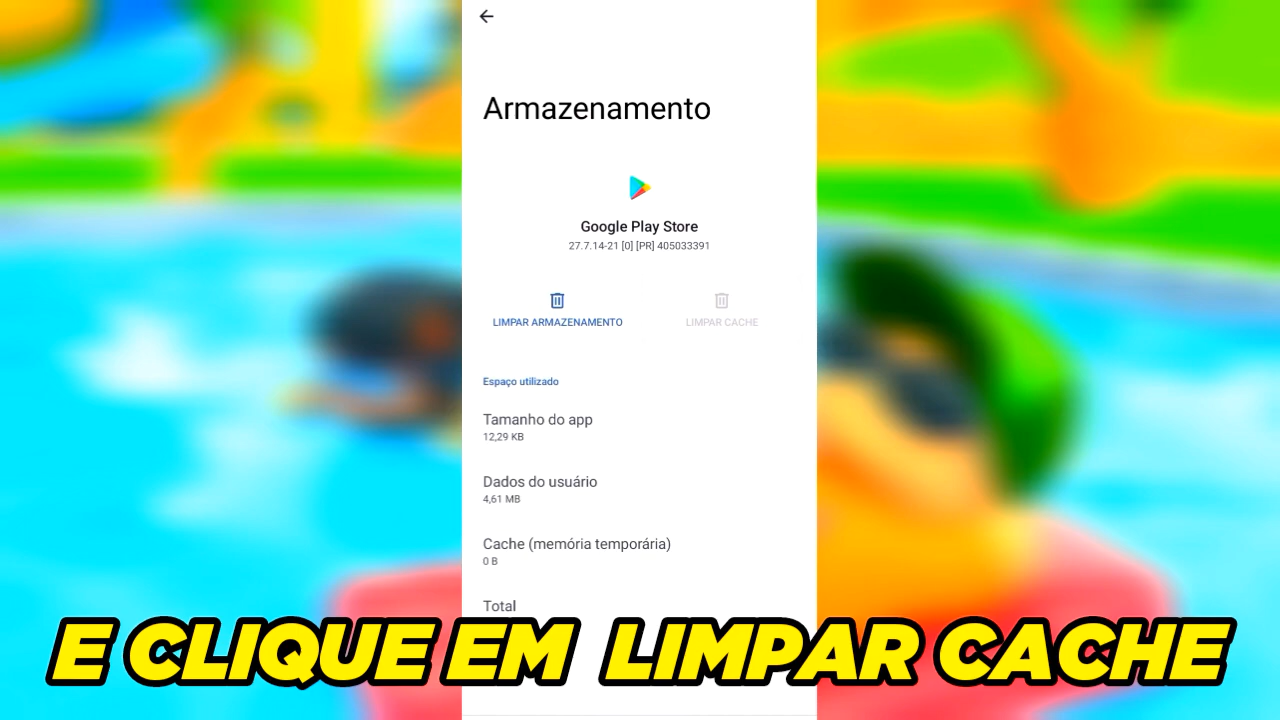 Armazenamento
Google Play Store
27.7.14-21 [0] [PR] 405033391
LIMPAR ARMAZENAMENTO
LIMPAR CACHE
Espaço utilizado
Tamanho do app
12,29 KB
Dados do usuário
4,61 MB
Cache (memória temporária)
0 B
Total
E CLIQUE EM LIMPAR CACHE